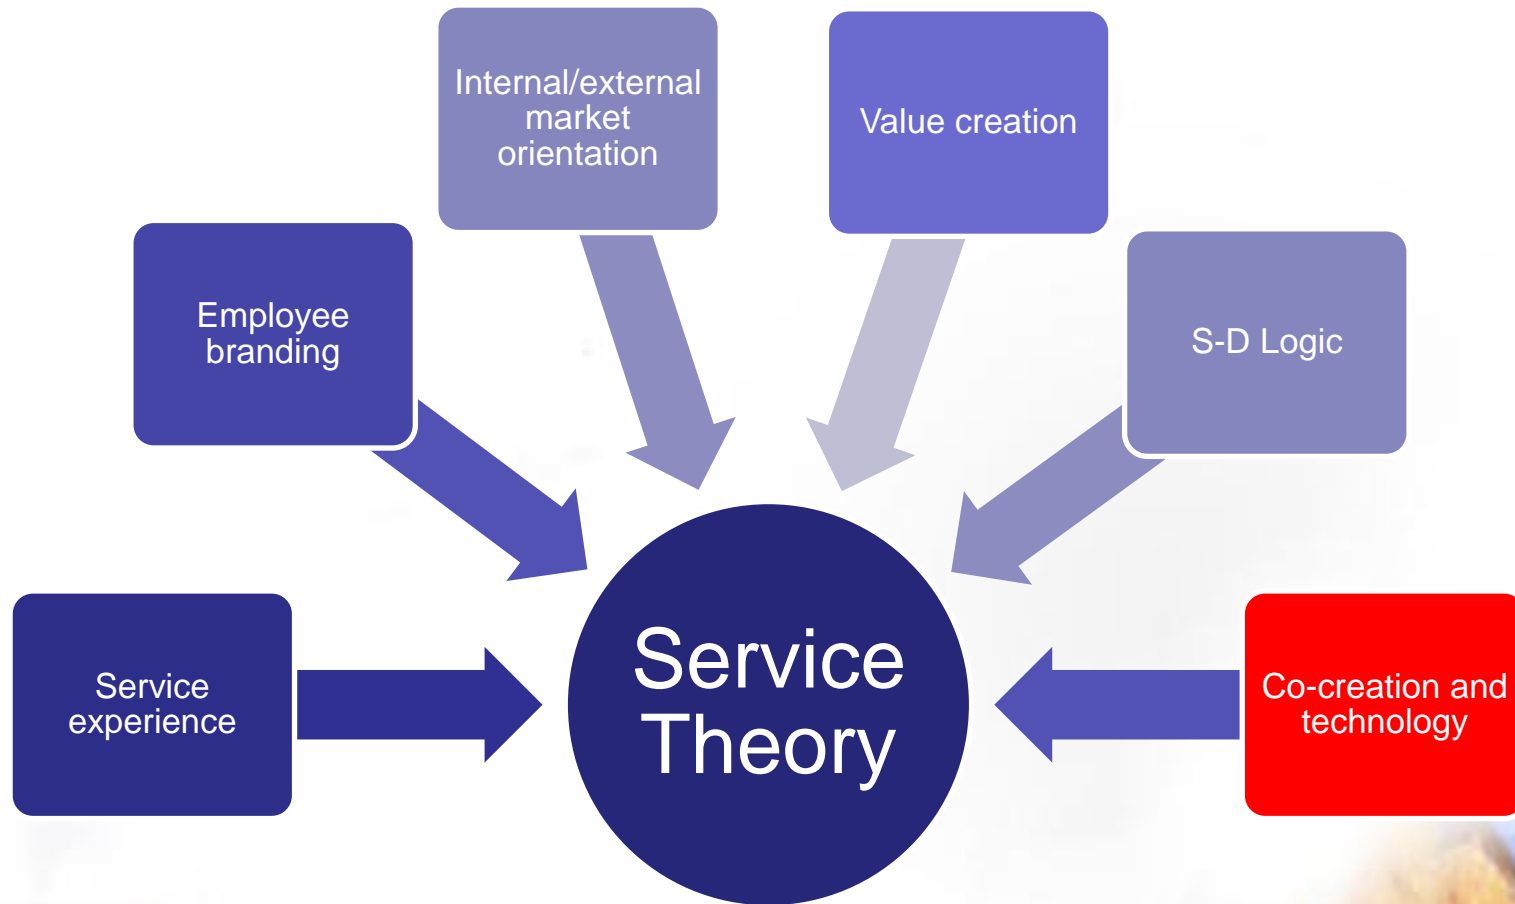 Internal/external
market
orientation
Value creation
Employee
branding
S-D Logic
Service
experience
Service
Theory
Co-creation and
technology